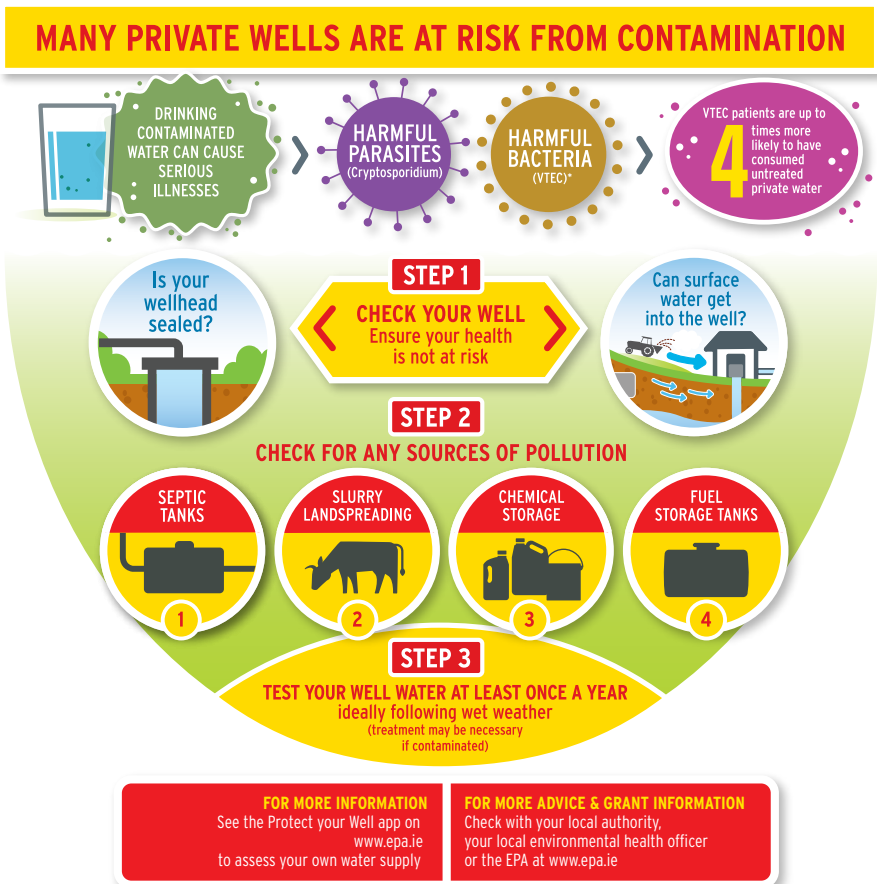 MANY PRIVATE WELLS ARE AT RISK FROM CONTAMINATION
DRINKING
CONTAMINATED
WATER CAN CAUSE
SERIOUS
ILLNESSES
HARMFUL
PARASITES
(Cryptosporidium)
HARMFUL
BACTERIA
(VTEC)*
VTEC patients are up to
4 times more
likely to have
consumed
untreated
private water
Is your
wellhead
sealed?
STEP 1
CHECK YOUR WELL
Ensure your health
is not at risk
Can surface
water get
into the well?
STEP 2
CHECK FOR ANY SOURCES OF POLLUTION
SEPTIC
TANKS
1
SLURRY
LANDSPREADING
2
CHEMICAL
STORAGE
3
FUEL
STORAGE TANKS
4
STEP 3
TEST YOUR WELL WATER AT LEAST ONCE A YEAR
ideally following wet weather
(treatment may be necessary
if contaminated)
FOR MORE INFORMATION
See the Protect your Well app on
www.epa.ie
to assess your own water supply
FOR MORE ADVICE & GRANT INFORMATION
Check with your local authority,
your local environmental health officer
or the EPA at www.epa.ie